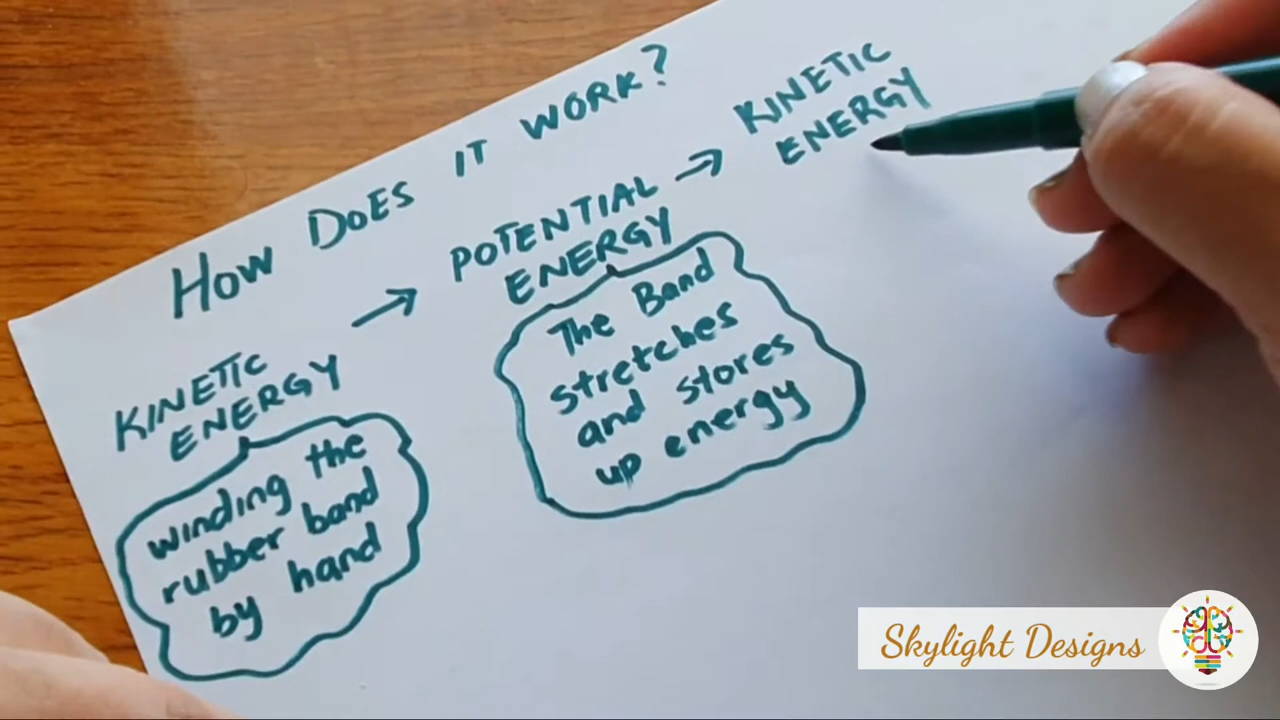 How DOES IT WORK?
KINETIC
ENERGY
winding the
rubber band
by hand
→
POTENTIAL
ENERGY
The Band
stretches
and stores
up energy
→
KINETIC
ENERGY
Skylight Designs